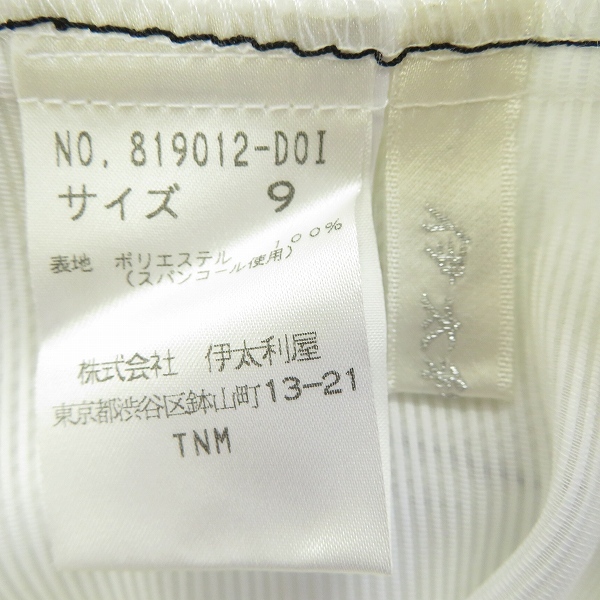 NO. 819012-D0I
サイズ 9
表地 ポリエステル 100%
(スパンコール使用)
株式会社 伊太利屋
東京都渋谷区鉢山町13-21
TNM